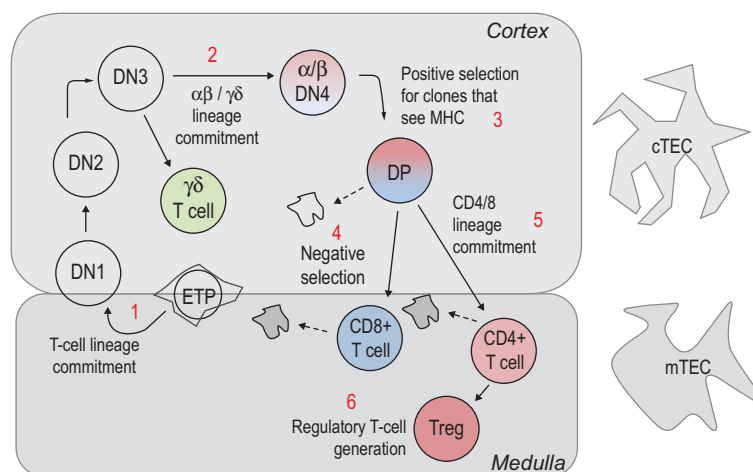 Cortex
DN3
2
αβ / γδ
lineage
commitment
α/β
DN4
Positive selection
for clones that
see MHC
3
cTEC
DN2
γδ
T cell
DP
CD4/8
lineage
commitment
5
4
Negative
selection
DN1
ETP
1
T-cell lineage
commitment
CD8+
T cell
CD4+
T cell
mTEC
6
Regulatory T-cell
generation
Treg
Medulla